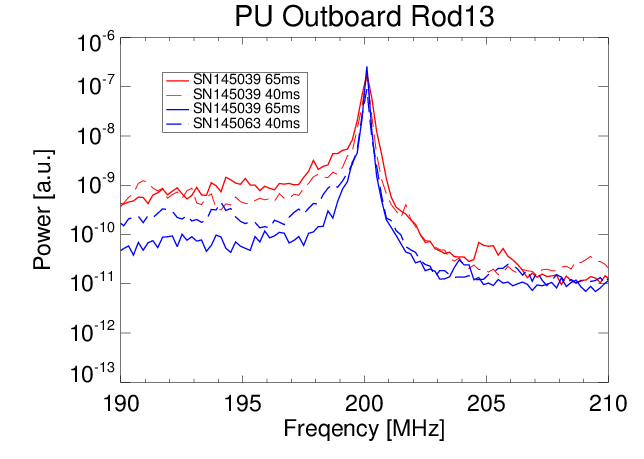 PU Outboard Rod13
10-6
10-7
10-8
10-9
10-10
10-11
10-12
10-13
Power [a.u.]
SN145039 65ms
SN145039 40ms
SN145039 65ms
SN145063 40ms
190 195 200 205 210
Freqency [MHz]